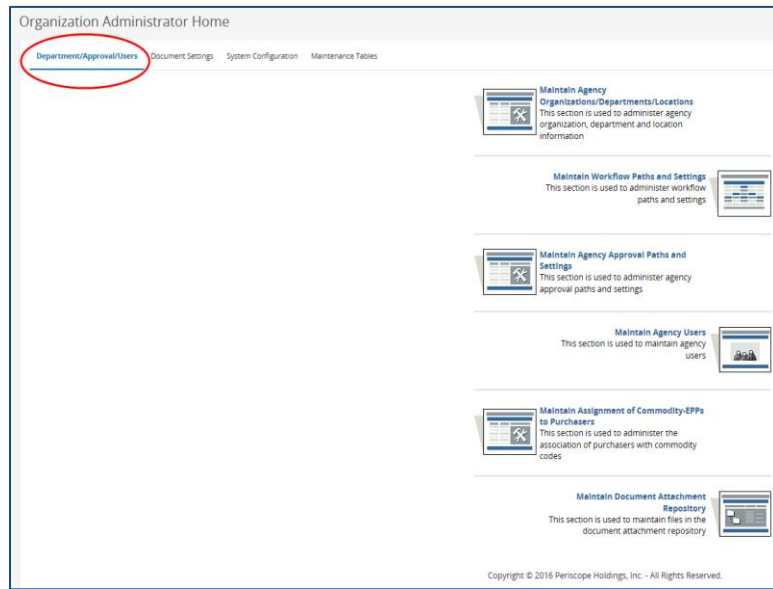 Organization Administrator Home
Department/Approval/Users Document Settings System Configuration Maintenance Tables
Maintain Agency
Organizations/Departments/Locations
This section is used to administer agency
organization, department and location
information
Maintain Workflow Paths and Settings
This section is used to administer workflow
paths and settings
Maintain Agency Approval Paths and
Settings
This section is used to administer agency
approval paths and settings
Maintain Agency Users
This section is used to maintain agency
users
Maintain Assignment of Commodity-EPPs
to Purchasers
This section is used to administer the
association of purchasers with commodity
codes
Maintain Document Attachment
Repository
This section is used to maintain files in the
document attachment repository
Copyright © 2016 Periscope Holdings, Inc. - All Rights Reserved.